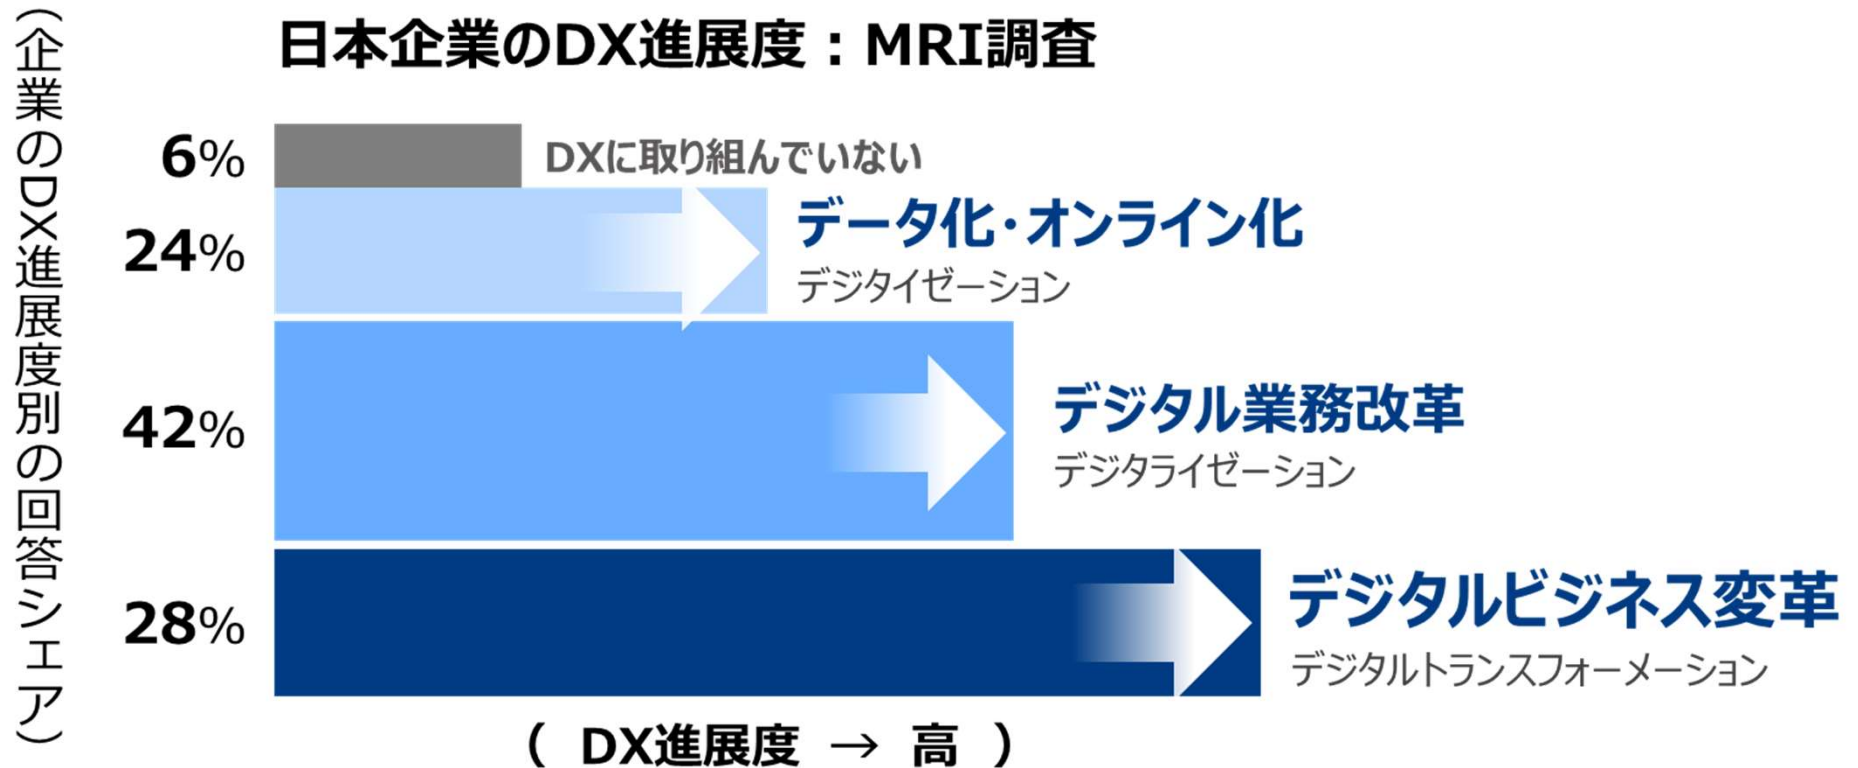 （企業のDX進展度別の回答シェア）
日本企業のDX進展度：MRI調査
6%
DXに取り組んでいない
24%
データ化・オンライン化
デジタイゼーション
42%
デジタル業務改革
デジタライゼーション
28%
デジタルビジネス変革
デジタルトランスフォーメーション
（ DX進展度 → 高 ）